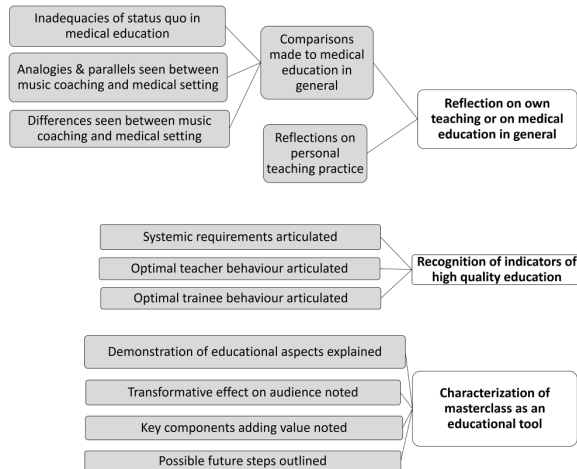 Inadequacies of status quo in
medical education
Analogies & parallels seen between
music coaching and medical setting
Differences seen between music
coaching and medical setting
Comparisons
made to medical
education in
general
Reflections on
personal
teaching practice
Reflection on own
teaching or on medical
education in general
Systemic requirements articulated
Optimal teacher behaviour articulated
Optimal trainee behaviour articulated
Recognition of indicators of
high quality education
Demonstration of educational aspects explained
Transformative effect on audience noted
Key components adding value noted
Possible future steps outlined
Characterization of
masterclass as an
educational tool